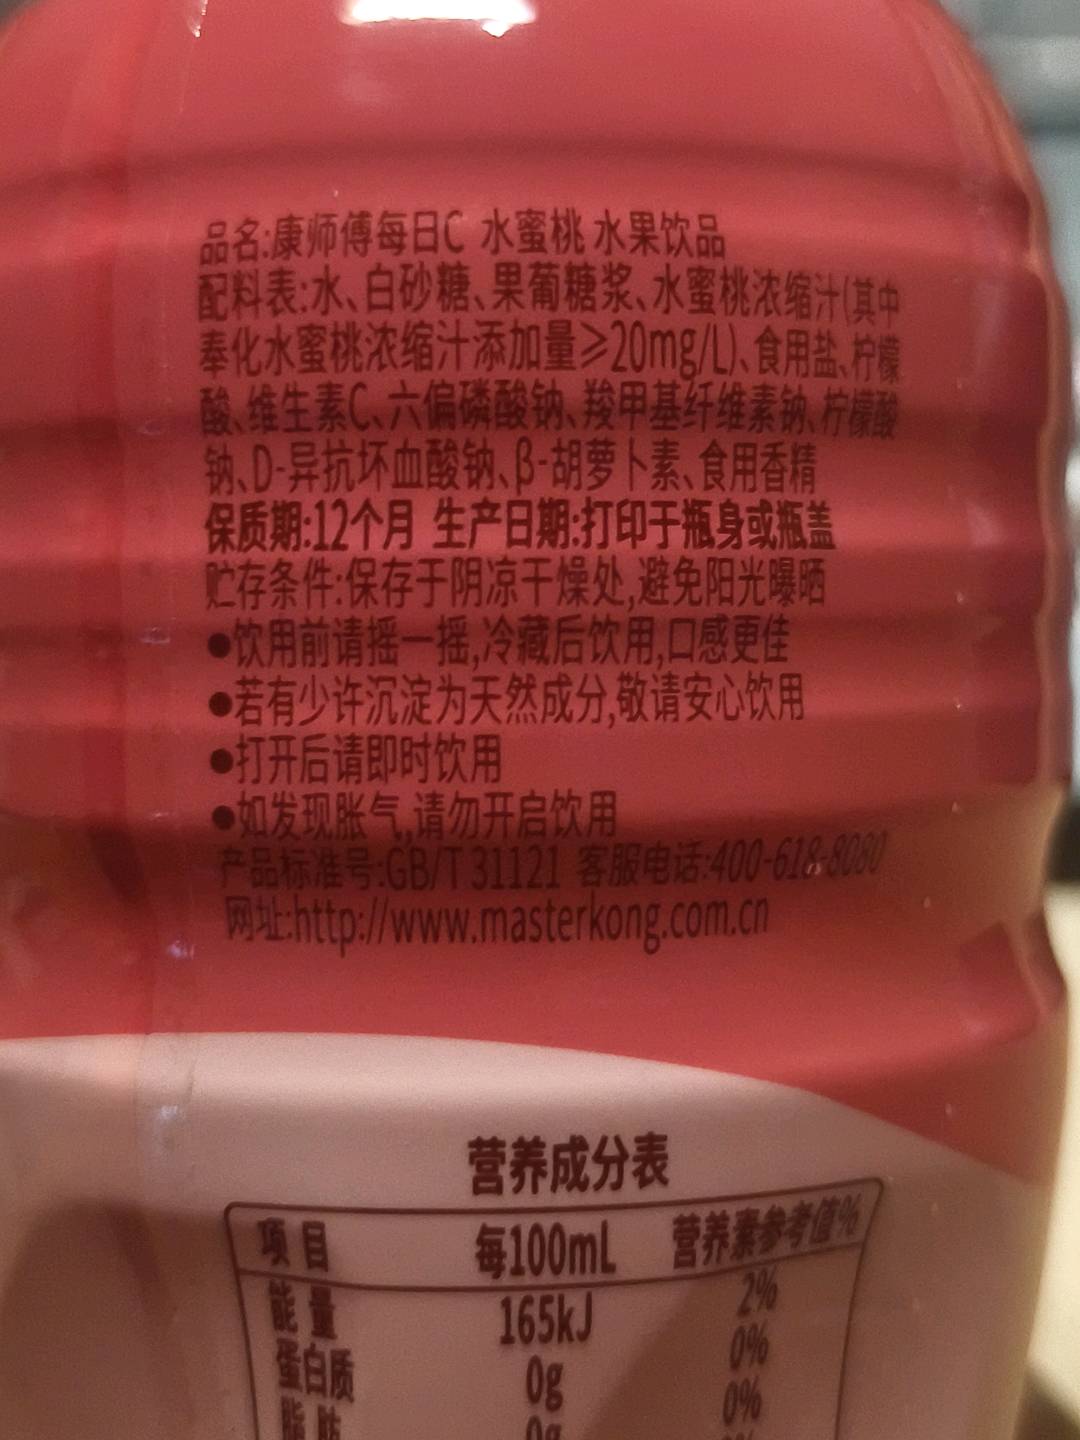 品名:康师傅每日C 水蜜桃 水果饮品
配料表:水、白砂糖、果葡糖浆、水蜜桃浓缩汁(其中
奉化水蜜桃浓缩汁添加量≥20mg/L)、食用盐、柠檬
酸、维生素C、六偏磷酸钠、羧甲基纤维素钠、柠檬酸
钠、D-异抗坏血酸钠、β-胡萝卜素、食用香精
保质期:12个月 生产日期:打印于瓶身或瓶盖
贮存条件:保存于阴凉干燥处,避免阳光曝晒
●饮用前请摇一摇,冷藏后饮用,口感更佳
●若有少许沉淀为天然成分,敬请安心饮用
●打开后请即时饮用
●如发现胀气,请勿开启饮用
产品标准号:GB/T 31121 客服电话:400-618-8080
网址:http://www.masterkong.com.cn
营养成分表
项目 每100mL 营养素参考值%
能量 165kJ 2%
蛋白质 0g 0%
脂肪 0g 0%